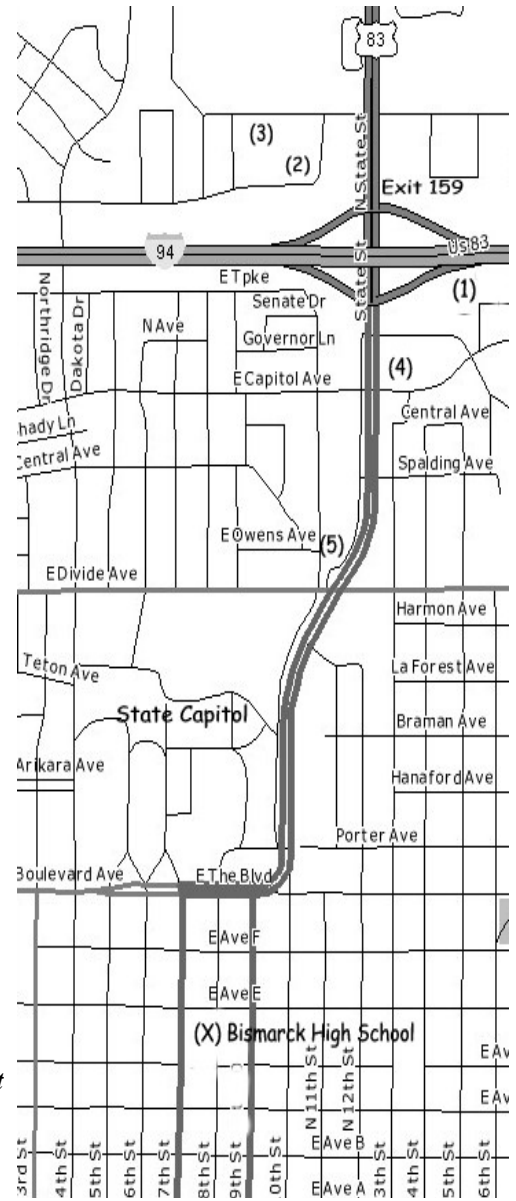 83
N State St
(3)
(2)
Exit 159
US 83
94
State St
E Tpke
(1)
Northridge Dr
Dakota Dr
Senate Dr
N Ave
Governor Ln
(4)
E Capitol Ave
Central Ave
hady Ln
Central Ave
Spalding Ave
E Owens Ave
(5)
E Divide Ave
Harmon Ave
Teton Ave
La Forest Ave
State Capitol
Braman Ave
Arikara Ave
Hanaford Ave
Porter Ave
Boulevard Ave
E The Blvd
E Ave F
E Ave E
(X) Bismarck High School
N 11th St
N 12th St
E Av
t
E Av
E Ave B
3rd St
4th St
5th St
6th St
7th St
8th St
9th St
0th St
3th St
4th St
5th St
6th St
E Ave A